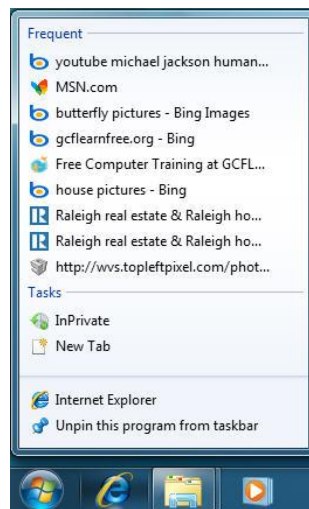 Frequent
youtube michael jackson human...
MSN.com
butterfly pictures - Bing Images
gcflearnfree.org - Bing
Free Computer Training at GCFL...
house pictures - Bing
Raleigh real estate & Raleigh ho...
Raleigh real estate & Raleigh ho...
http://wvs.topleftpixel.com/phot...
Tasks
InPrivate
New Tab
Internet Explorer
Unpin this program from taskbar